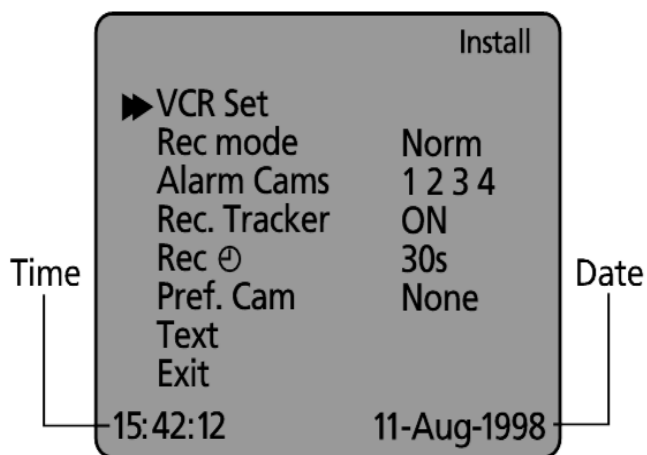 Install
VCR Set
Rec mode Norm
Alarm Cams 1 2 3 4
Rec. Tracker ON
Rec 30s
Pref. Cam None
Text
Exit
Time
Date
15:42:12 11-Aug-1998